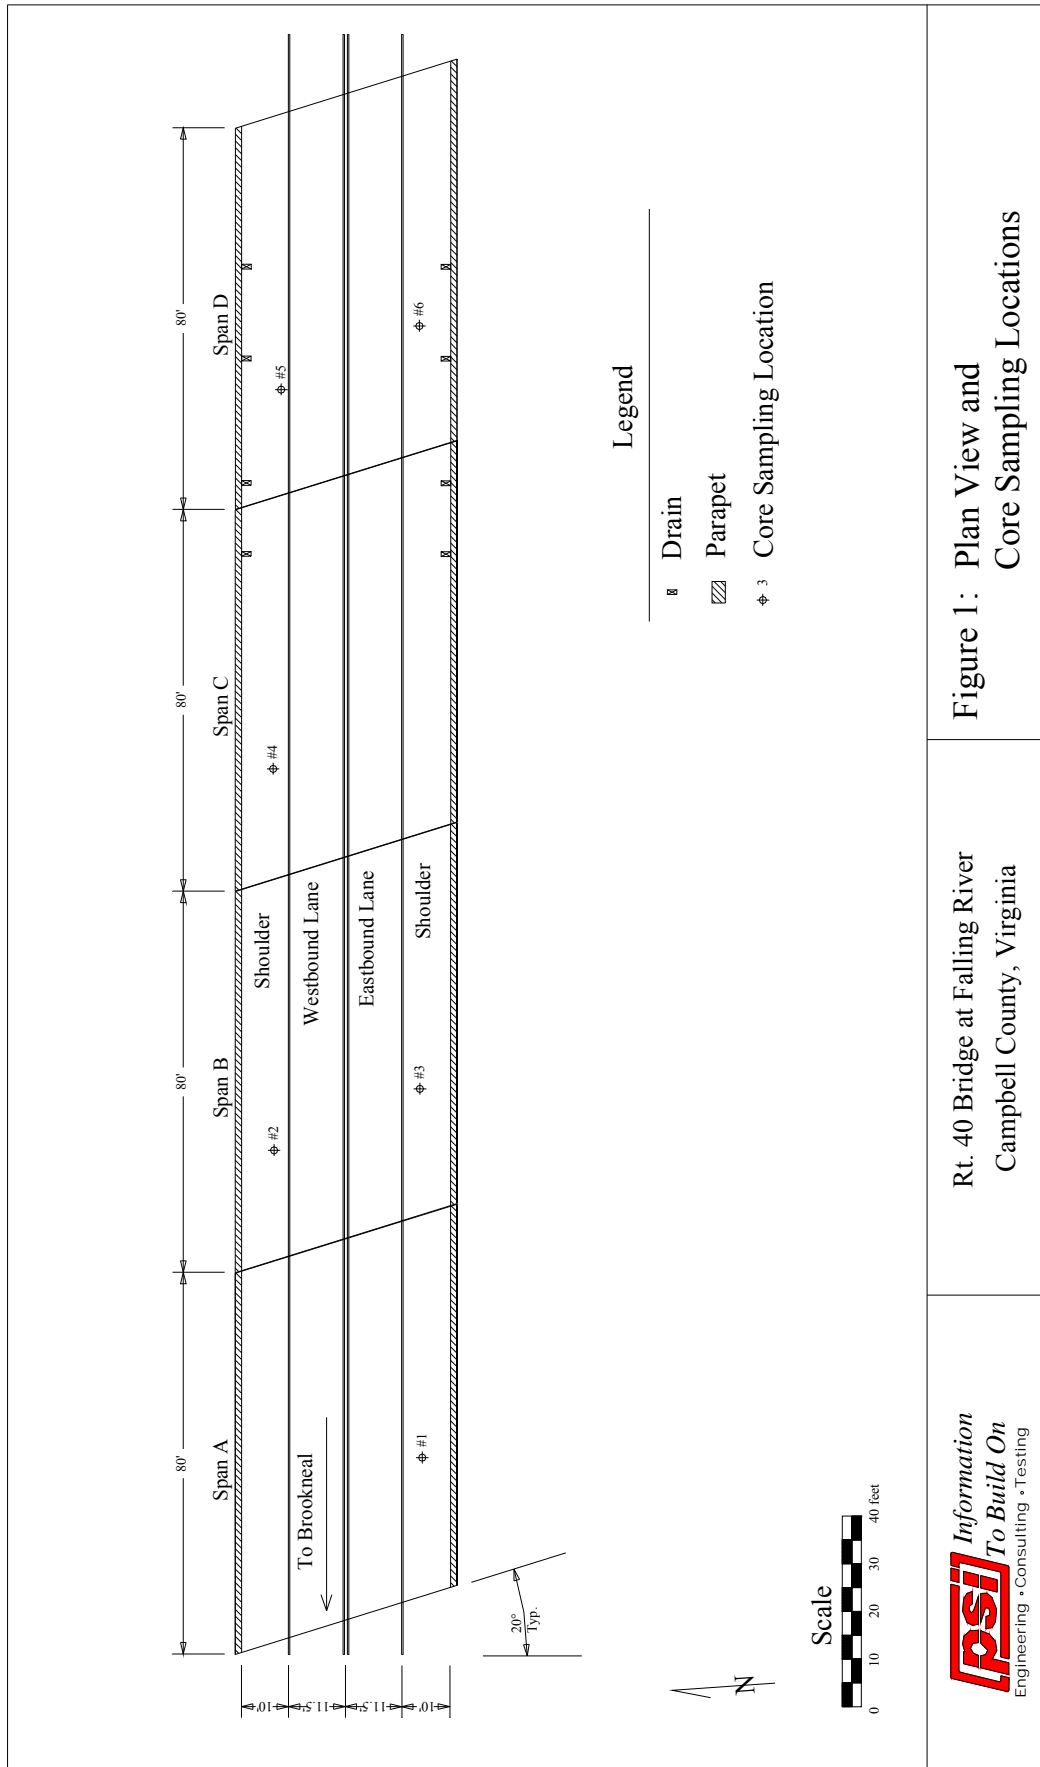 80'
80'
80'
80'
Span A
Span B
Span C
Span D
10'
11.5'
11.5'
10'
To Brookneal
Shoulder
Westbound Lane
Eastbound Lane
Shoulder
#1
#2
#3
#4
#5
#6
20°
Typ.
N
Scale
0 10 20 30 40 feet
Legend
Drain
Parapet
3 Core Sampling Location
psi Information
To Build On
Engineering • Consulting • Testing
Rt. 40 Bridge at Falling River
Campbell County, Virginia
Figure 1: Plan View and
Core Sampling Locations